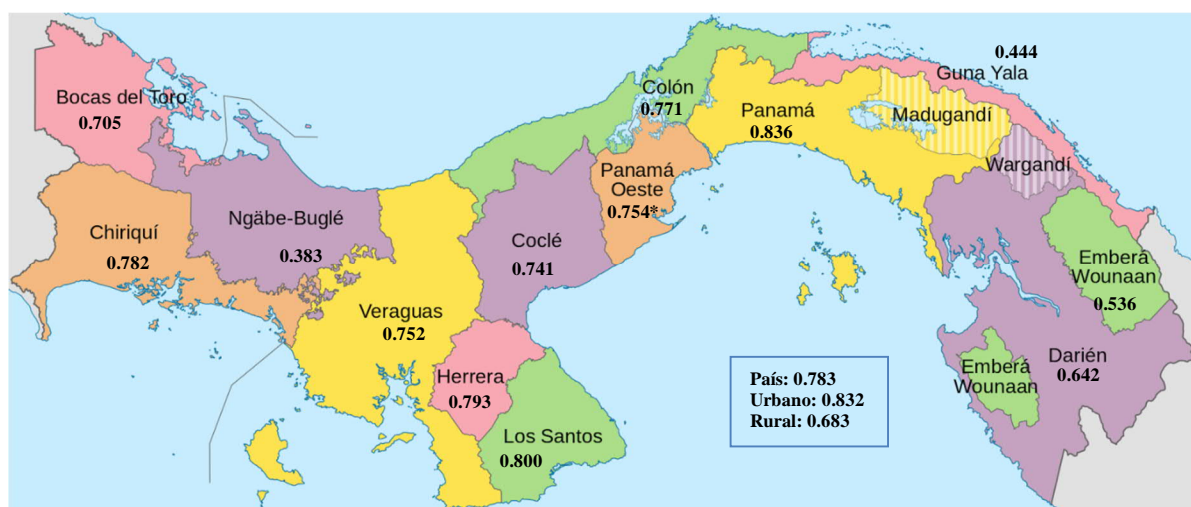 Bocas del Toro
0.705
Chiriquí
0.782
Ngäbe-Buglé
0.383
Veraguas
0.752
Herrera
0.793
Los Santos
0.800
Coclé
0.741
Colón
0.771
Panamá
Oeste
0.754*
Panamá
0.836
0.444
Guna Yala
Madugandí
Wargandí
Emberá
Wounaan
0.536
Emberá
Wounaan
Darién
0.642
País: 0.783
Urbano: 0.832
Rural: 0.683